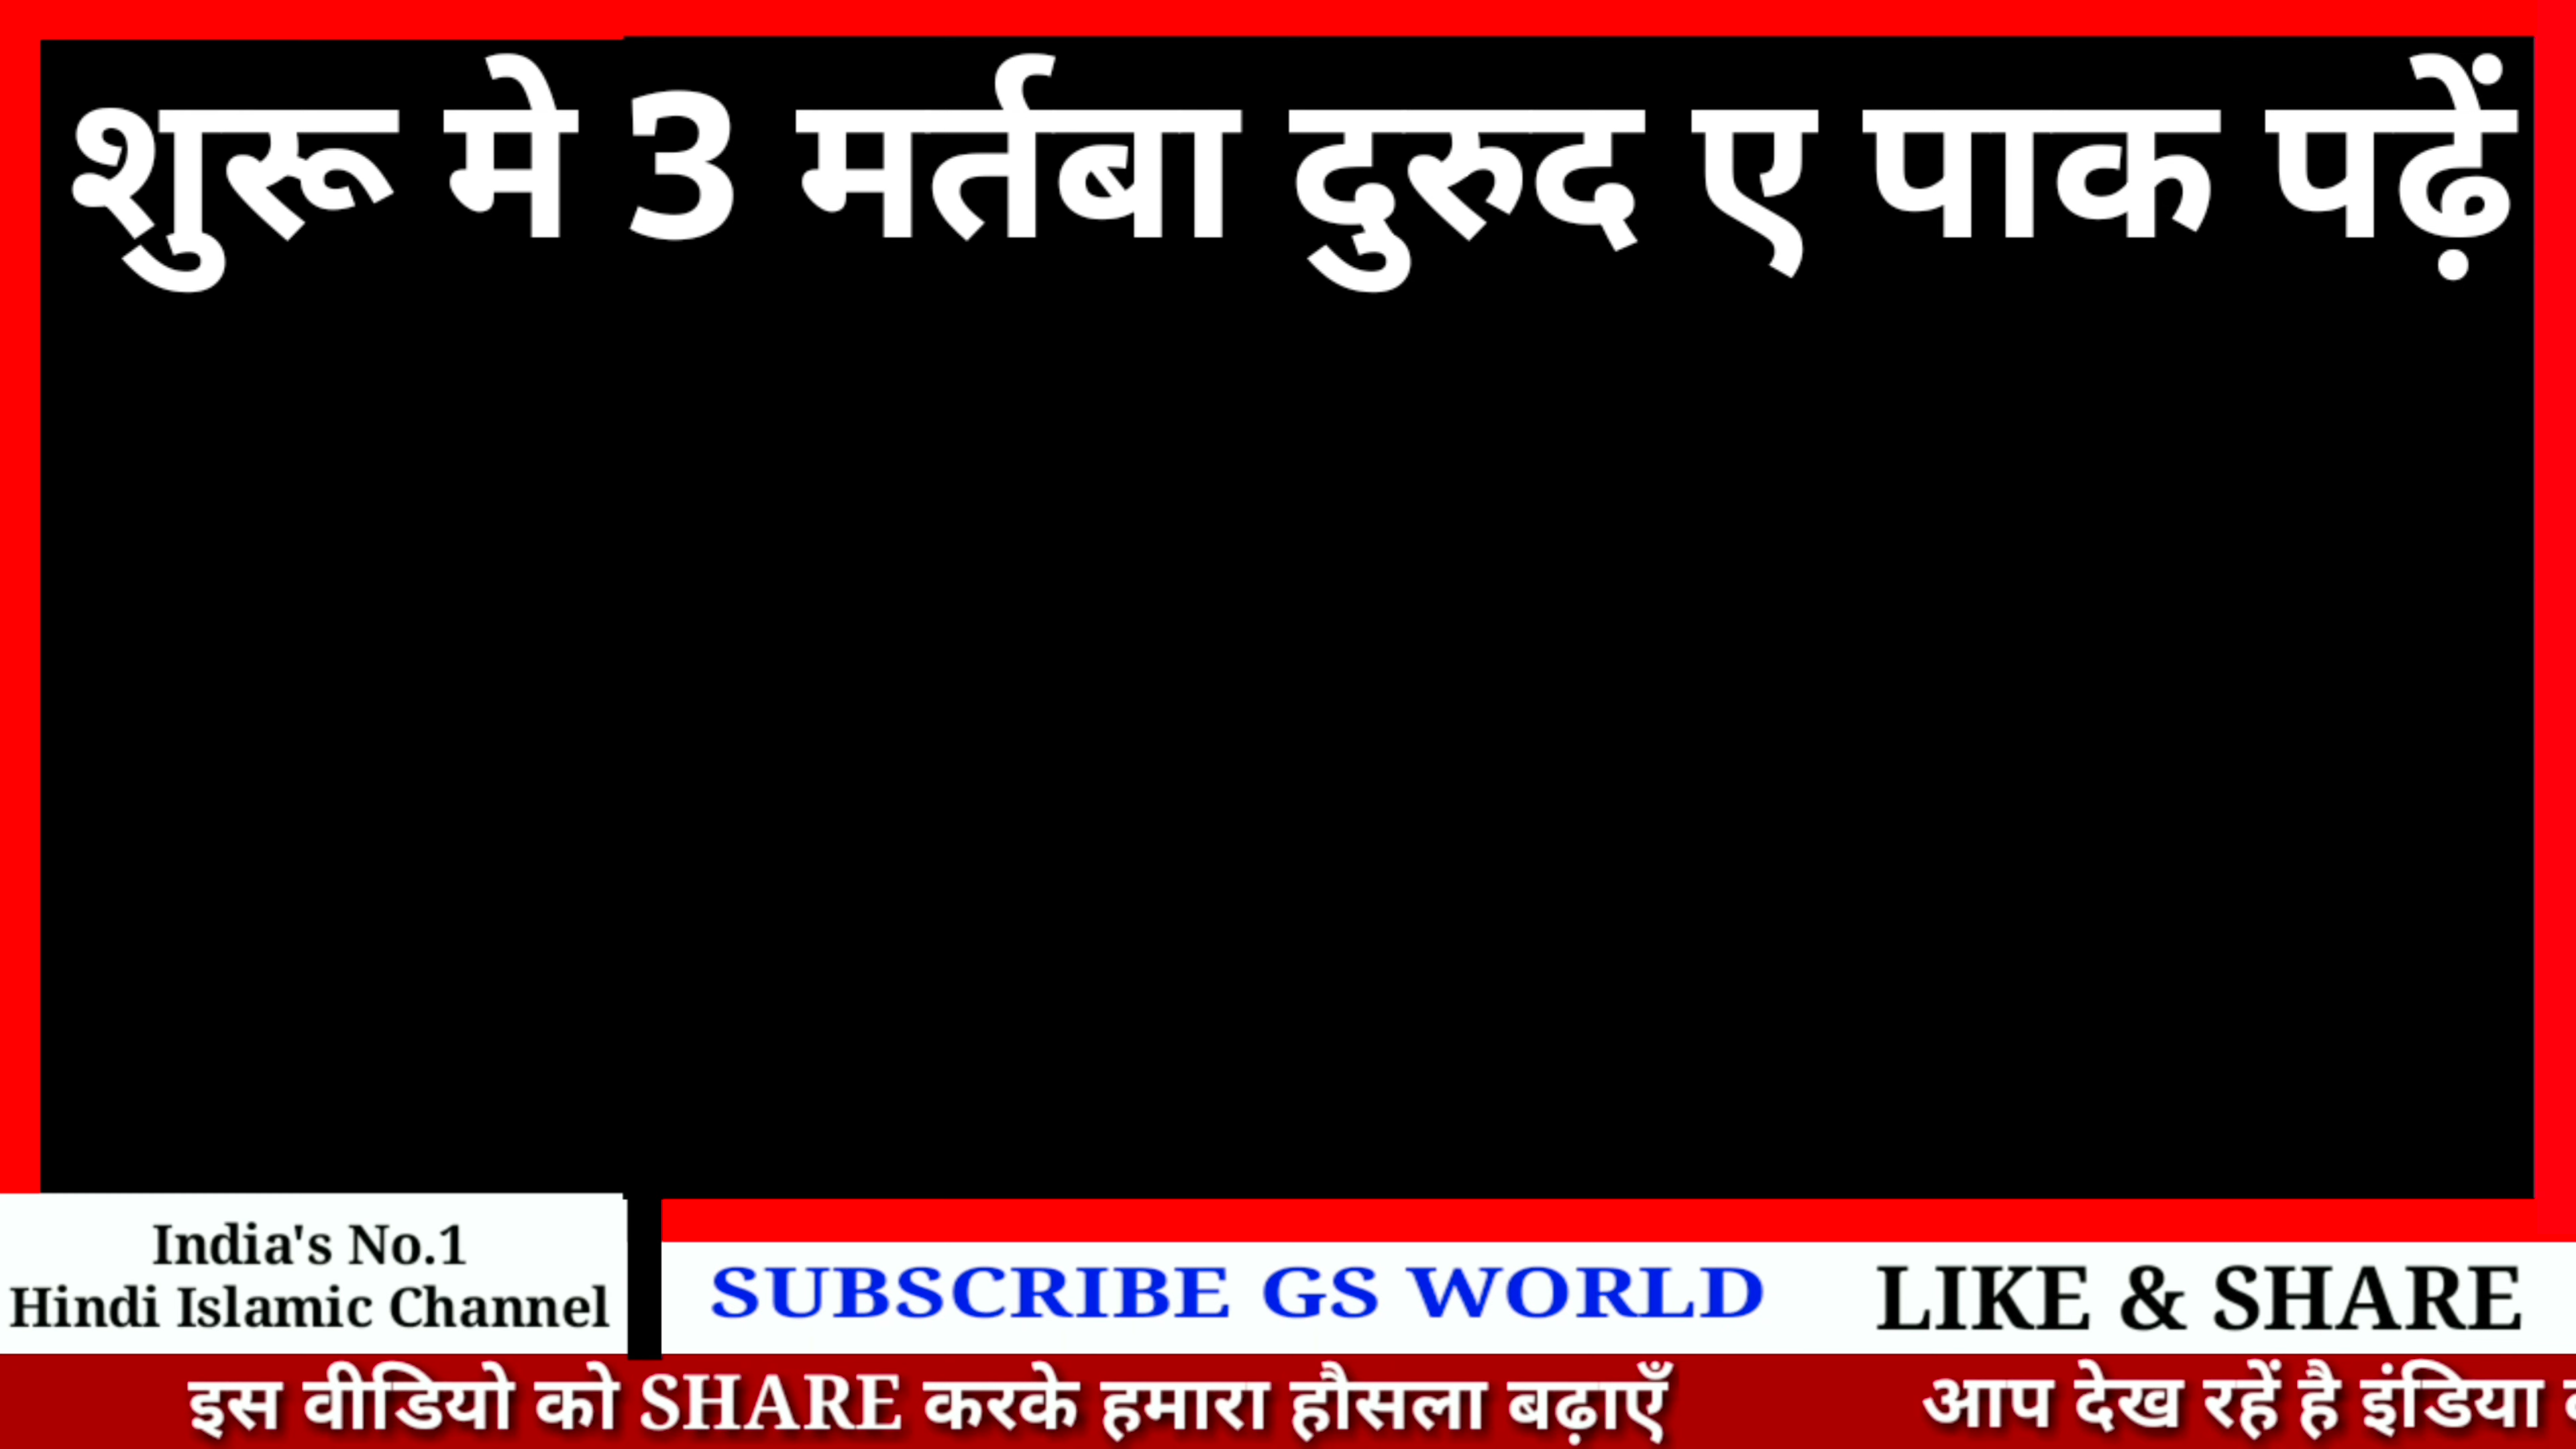 शुरू मे 3 मर्तबा दुरुद ए पाक पढ़ें
India's No.1
Hindi Islamic Channel
SUBSCRIBE GS WORLD
LIKE & SHARE
इस वीडियो को SHARE करके हमारा हौसला बढ़ाएँ आप देख रहें है इंडिया